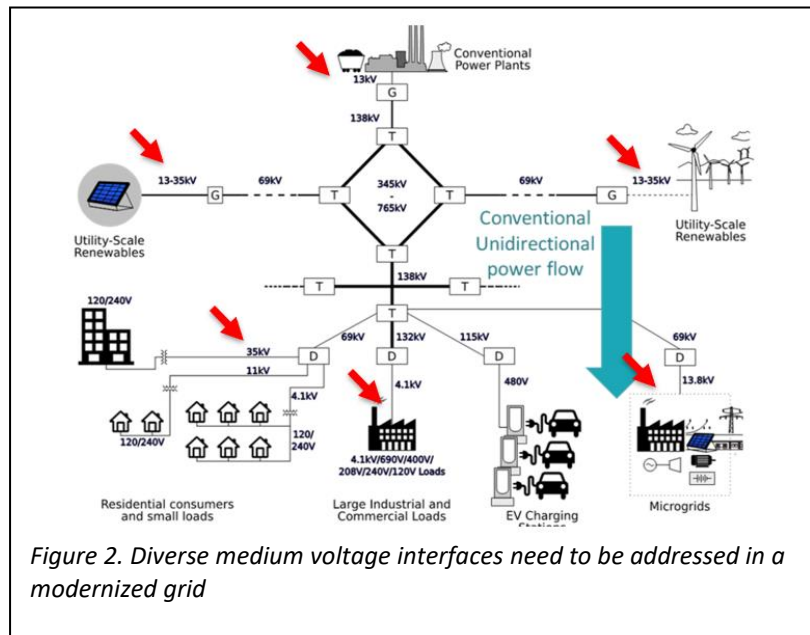 Conventional
Power Plants
13kV
G
138kV
T
13-35kV
G
69kV
T
345kV
-
765kV
T
69kV
G
13-35kV
Utility-Scale
Renewables
Utility-Scale
Renewables
Conventional
Unidirectional
power flow
T
138kV
T
T
T
120/240V
35kV
11kV
69kV
D
4.1kV
120/240V
120/
240V
132kV
D
4.1kV
4.1kV/690V/400V/
208V/240V/120V Loads
115kV
D
480V
69kV
D
13.8kV
Residential consumers
and small loads
Large Industrial and
Commercial Loads
EV Charging
Microgrids
Figure 2. Diverse medium voltage interfaces need to be addressed in a
modernized grid